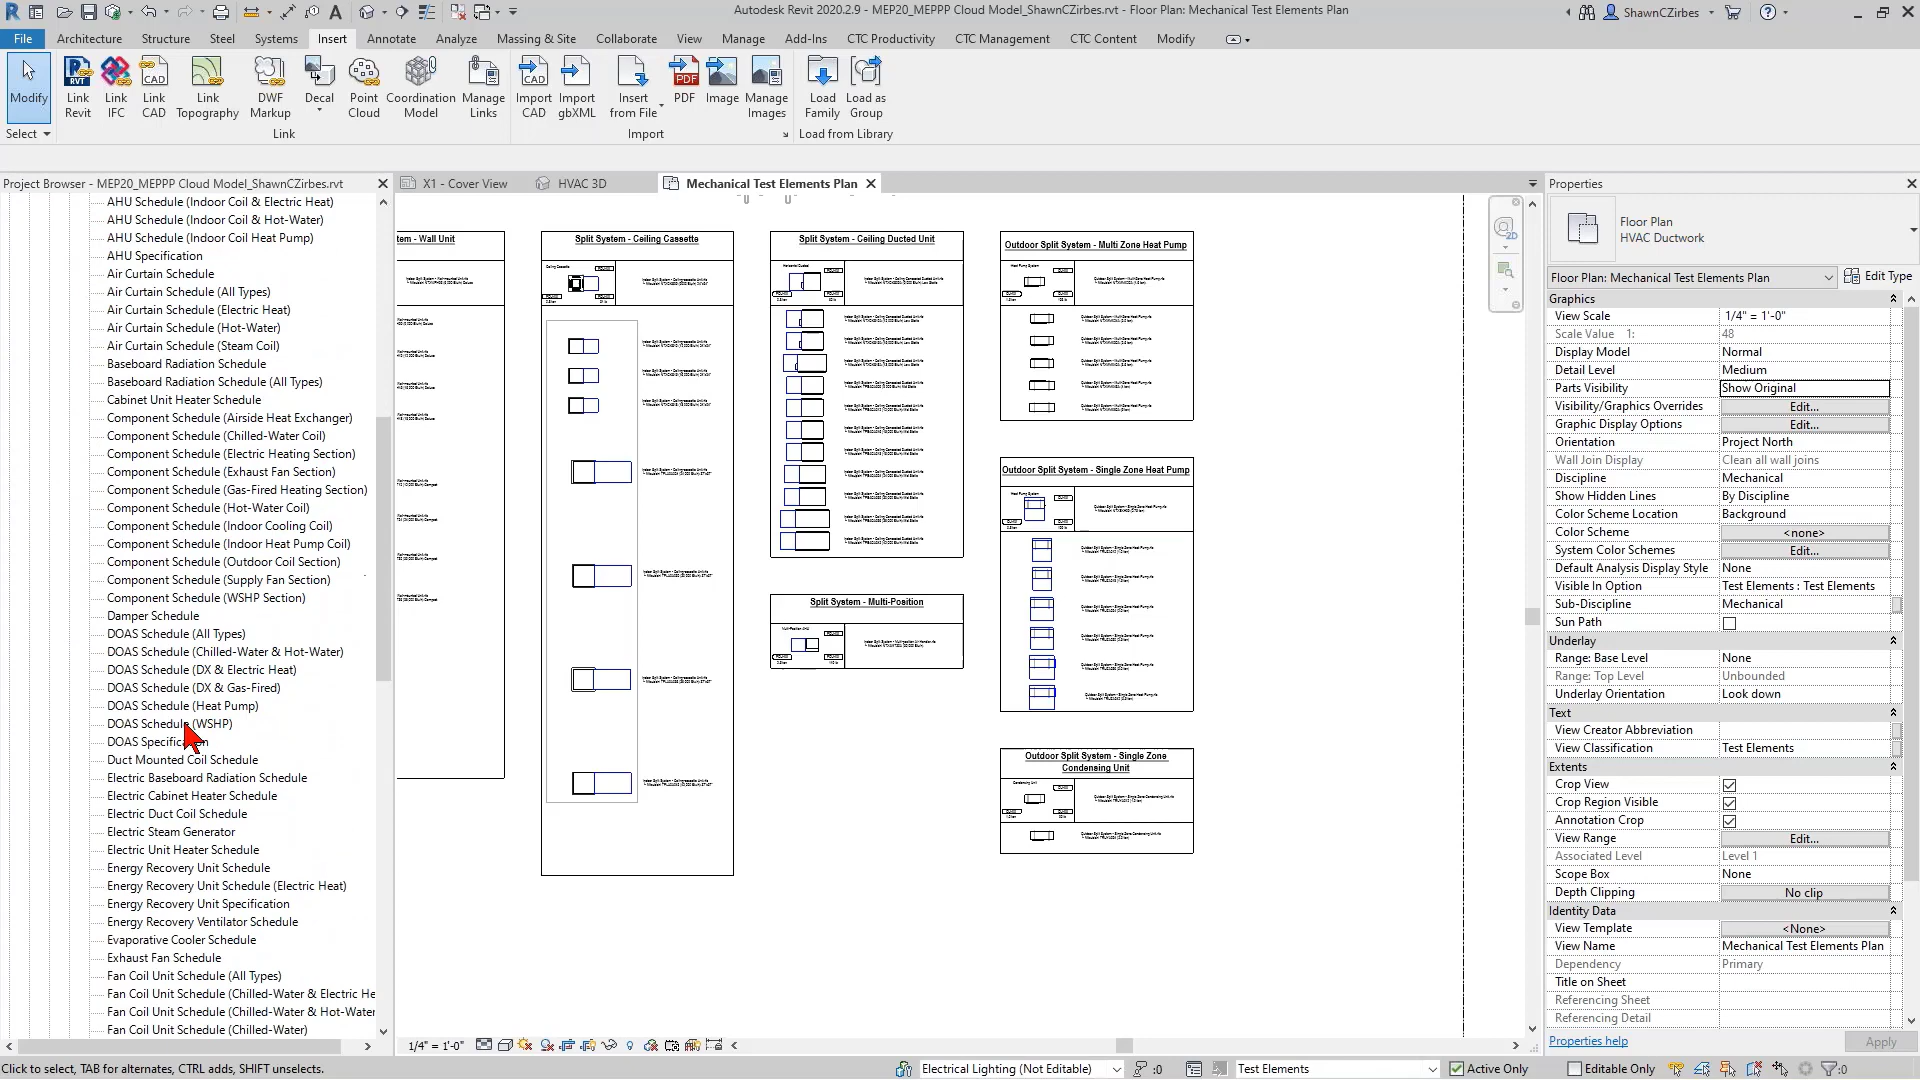 Autodesk Revit 2020.2.9 - MEP20_MEPPP Cloud Model_ShawnCZirbes.rvt - Floor Plan: Mechanical Test Elements Plan
ShawnCZirbes
File Architecture Structure Steel Systems Insert Annotate Analyze Massing & Site Collaborate View Manage Add-Ins CTC Productivity CTC Management CTC Content Modify
Modify
Link Revit
Link IFC
Link CAD
Link Topography
DWF Markup
Decal
Point Cloud
Coordination Model
Manage Links
Import CAD
Import gbXML
Insert from File
PDF
Image
Manage Images
Load Family
Load as Group
Select
Link
Import
Load from Library
Project Browser - MEP20_MEPPP Cloud Model_ShawnCZirbes.rvt
AHU Schedule (Indoor Coil & Electric Heat)
AHU Schedule (Indoor Coil & Hot-Water)
AHU Schedule (Indoor Coil Heat Pump)
AHU Specification
Air Curtain Schedule
Air Curtain Schedule (All Types)
Air Curtain Schedule (Electric Heat)
Air Curtain Schedule (Hot-Water)
Air Curtain Schedule (Steam Coil)
Baseboard Radiation Schedule
Baseboard Radiation Schedule (All Types)
Cabinet Unit Heater Schedule
Component Schedule (Airside Heat Exchanger)
Component Schedule (Chilled-Water Coil)
Component Schedule (Electric Heating Section)
Component Schedule (Exhaust Fan Section)
Component Schedule (Gas-Fired Heating Section)
Component Schedule (Hot-Water Coil)
Component Schedule (Indoor Cooling Coil)
Component Schedule (Indoor Heat Pump Coil)
Component Schedule (Outdoor Coil Section)
Component Schedule (Supply Fan Section)
Component Schedule (WSHP Section)
Damper Schedule
DOAS Schedule (All Types)
DOAS Schedule (Chilled-Water & Hot-Water)
DOAS Schedule (DX & Electric Heat)
DOAS Schedule (DX & Gas-Fired)
DOAS Schedule (Heat Pump)
DOAS Schedule (WSHP)
DOAS Specification
Duct Mounted Coil Schedule
Electric Baseboard Radiation Schedule
Electric Cabinet Heater Schedule
Electric Duct Coil Schedule
Electric Steam Generator
Electric Unit Heater Schedule
Energy Recovery Unit Schedule
Energy Recovery Unit Schedule (Electric Heat)
Energy Recovery Unit Specification
Energy Recovery Ventilator Schedule
Evaporative Cooler Schedule
Exhaust Fan Schedule
Fan Coil Unit Schedule (All Types)
Fan Coil Unit Schedule (Chilled-Water & Electric He
Fan Coil Unit Schedule (Chilled-Water & Hot-Water
Fan Coil Unit Schedule (Chilled-Water)
X1 - Cover View
HVAC 3D
Mechanical Test Elements Plan
tem - Wall Unit
Split System - Ceiling Cassette
Split System - Ceiling Ducted Unit
Split System - Multi-Position
Outdoor Split System - Multi Zone Heat Pump
Outdoor Split System - Single Zone Heat Pump
Outdoor Split System - Single Zone
Condensing Unit
1/4" = 1'-0"
Properties
Floor Plan
HVAC Ductwork
Floor Plan: Mechanical Test Elements Plan Edit Type
Graphics
View Scale 1/4" = 1'-0"
Scale Value 1: 48
Display Model Normal
Detail Level Medium
Parts Visibility Show Original
Visibility/Graphics Overrides Edit...
Graphic Display Options Edit...
Orientation Project North
Wall Join Display Clean all wall joins
Discipline Mechanical
Show Hidden Lines By Discipline
Color Scheme Location Background
Color Scheme <none>
System Color Schemes Edit...
Default Analysis Display Style None
Visible In Option Test Elements : Test Elements
Sub-Discipline Mechanical
Sun Path
Underlay
Range: Base Level None
Range: Top Level Unbounded
Underlay Orientation Look down
Text
View Creator Abbreviation
View Classification Test Elements
Extents
Crop View
Crop Region Visible
Annotation Crop
View Range Edit...
Associated Level Level 1
Scope Box None
Depth Clipping No clip
Identity Data
View Template <None>
View Name Mechanical Test Elements Plan
Dependency Primary
Title on Sheet
Referencing Sheet
Referencing Detail
Properties help Apply
Click to select, TAB for alternates, CTRL adds, SHIFT unselects.
Electrical Lighting (Not Editable) :0 Test Elements Active Only Editable Only :0